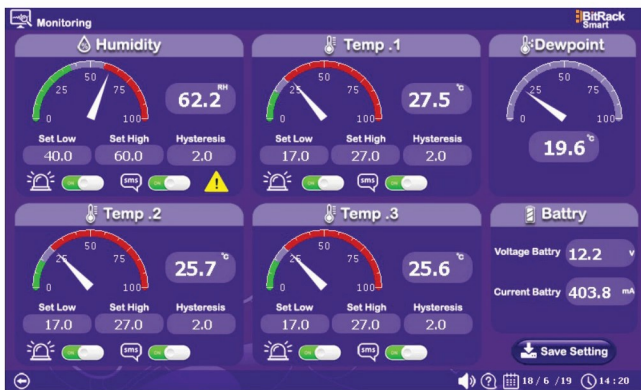 Monitoring
BitRack
Smart
Humidity
0 25 50 75 100
62.2 RH
Set Low Set High Hysteresis
40.0 60.0 2.0
ON sms ON
Temp .1
0 25 50 75 100
27.5 °C
Set Low Set High Hysteresis
17.0 27.0 2.0
ON sms ON
Dewpoint
0 25 50 75 100
19.6 °C
Temp .2
0 25 50 75 100
25.7 °C
Set Low Set High Hysteresis
17.0 27.0 2.0
ON sms ON
Temp .3
0 25 50 75 100
25.6 °C
Set Low Set High Hysteresis
17.0 27.0 2.0
ON sms ON
Battry
Voltage Battry 12.2 v
Current Battry 403.8 mA
Save Setting
18 / 6 / 19 14 : 20